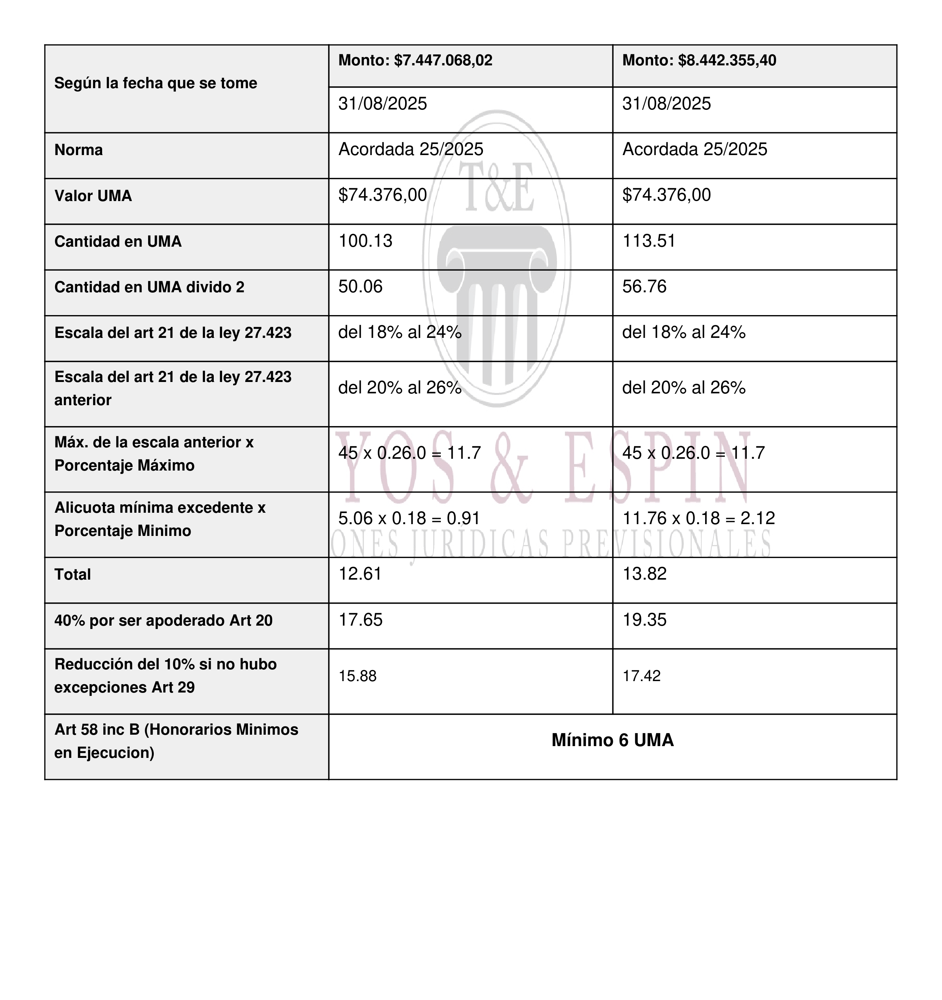 Según la fecha que se tome
Monto: $7.447.068,02
Monto: $8.442.355,40
31/08/2025
31/08/2025
Norma
Acordada 25/2025
Acordada 25/2025
Valor UMA
$74.376,00
$74.376,00
Cantidad en UMA
100.13
113.51
Cantidad en UMA divido 2
50.06
56.76
Escala del art 21 de la ley 27.423
del 18% al 24%
del 18% al 24%
Escala del art 21 de la ley 27.423
anterior
del 20% al 26%
del 20% al 26%
Máx. de la escala anterior x
Porcentaje Máximo
45 x 0.26.0 = 11.7
45 x 0.26.0 = 11.7
Alicuota mínima excedente x
Porcentaje Minimo
5.06 x 0.18 = 0.91
11.76 x 0.18 = 2.12
Total
12.61
13.82
40% por ser apoderado Art 20
17.65
19.35
Reducción del 10% si no hubo
excepciones Art 29
15.88
17.42
Art 58 inc B (Honorarios Minimos
en Ejecucion)
Mínimo 6 UMA
T&E
YOS & ESPIN
ONES JURÍDICAS PREVISIONALES